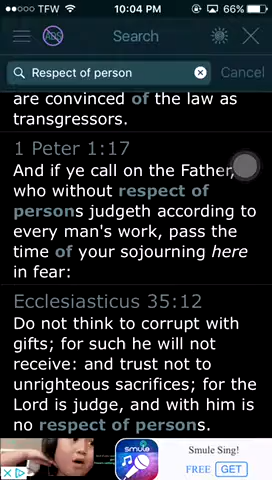 TFW 10:04 PM 66%
ADS Search
Respect of person Cancel
are convinced of the law as
transgressors.
1 Peter 1:17
And if ye call on the Father,
who without respect of
persons judgeth according to
every man's work, pass the
time of your sojourning here
in fear:
Ecclesiasticus 35:12
Do not think to corrupt with
gifts; for such he will not
receive: and trust not to
unrighteous sacrifices; for the
Lord is judge, and with him is
no respect of persons.
smule
Smule Sing!
FREE GET